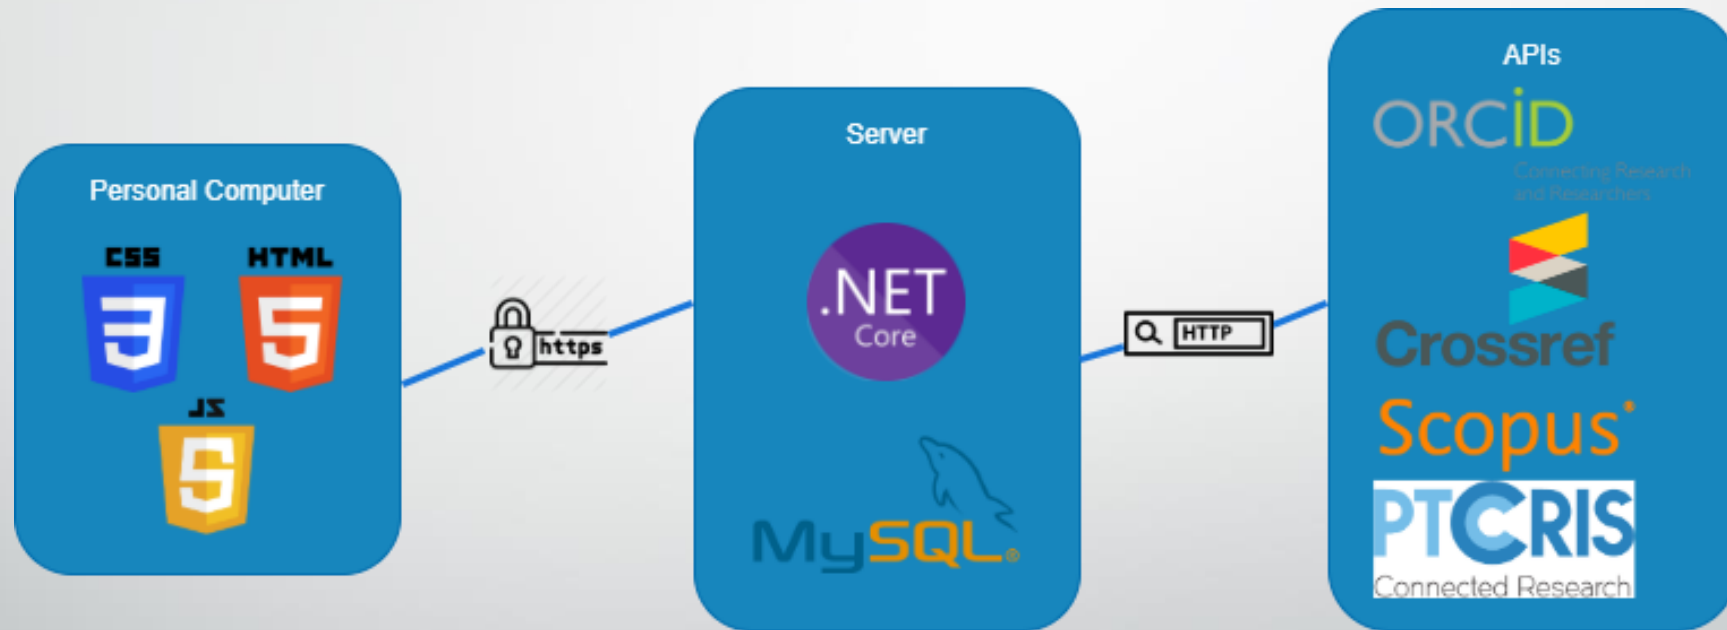 Personal Computer
CSS
HTML
JS
https
Server
.NET
Core
MySQL®
HTTP
APIs
ORCiD
Connecting Research
and Researchers
Crossref
Scopus®
PTCRIS
Connected Research